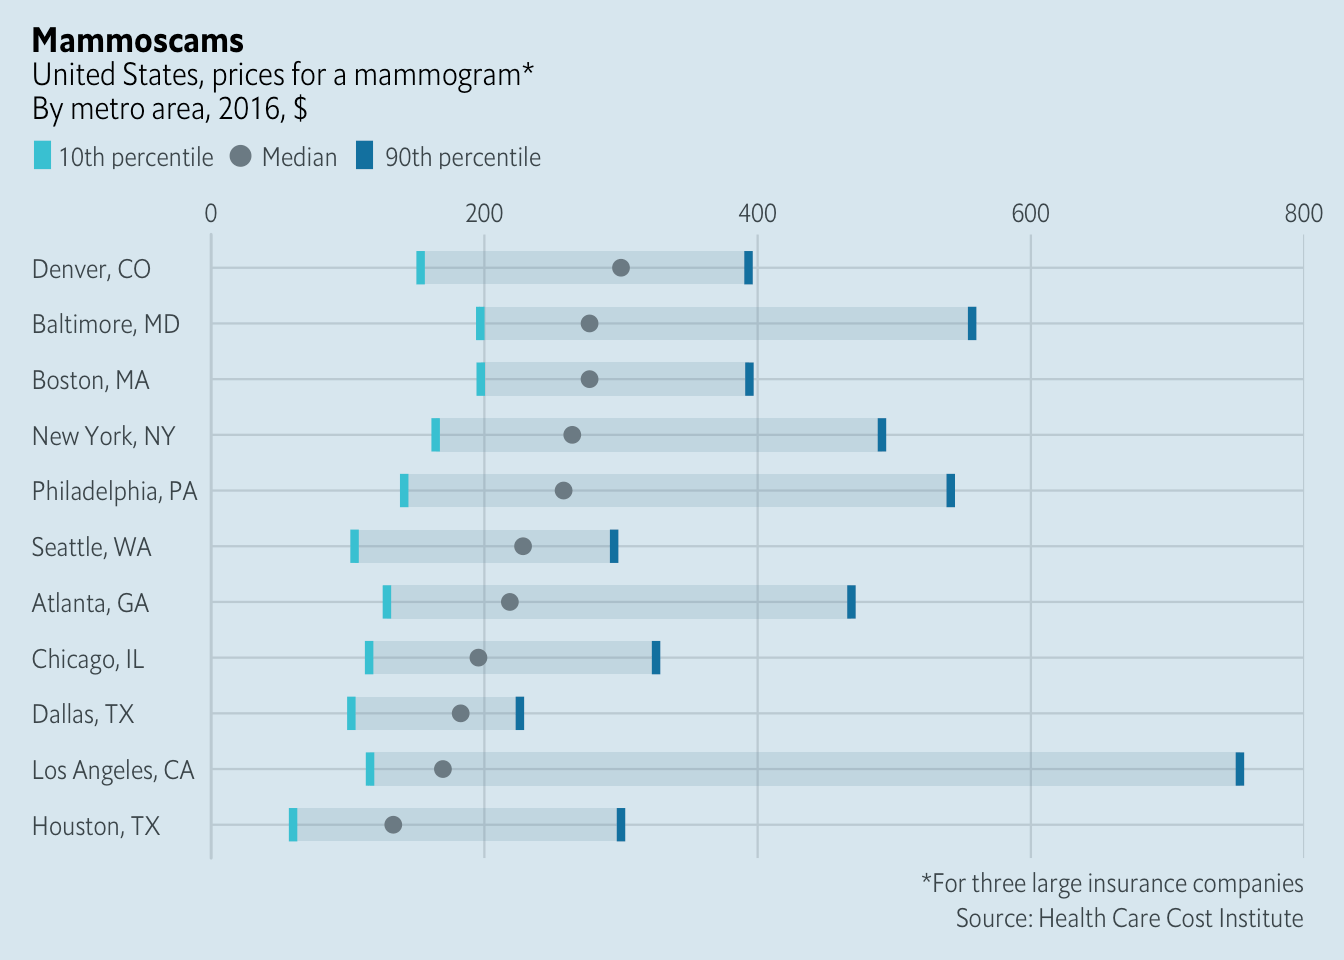 Mammoscams
United States, prices for a mammogram*
By metro area, 2016, $
10th percentile Median 90th percentile
0 200 400 600 800
Denver, CO
Baltimore, MD
Boston, MA
New York, NY
Philadelphia, PA
Seattle, WA
Atlanta, GA
Chicago, IL
Dallas, TX
Los Angeles, CA
Houston, TX
*For three large insurance companies
Source: Health Care Cost Institute